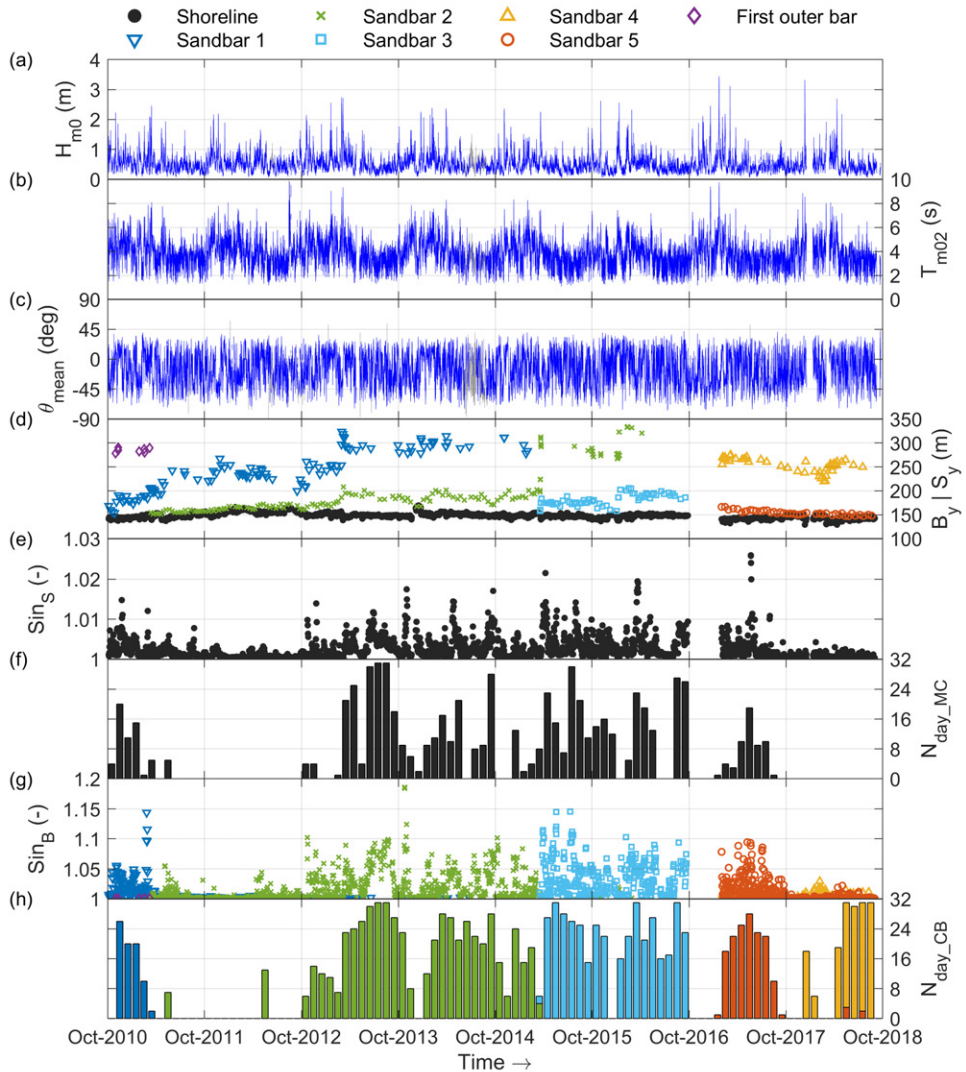 Shoreline Sandbar 2 Sandbar 4 First outer bar
Sandbar 1 Sandbar 3 Sandbar 5
(a)
4
3
2
1
0
H_m0 (m)
(b)
10
8
6
4
2
0
T_m02 (s)
(c)
90
45
0
-45
-90
θ_mean (deg)
(d)
350
300
250
200
150
100
B_y | S_y (m)
(e)
1.03
1.02
1.01
1
Sin_S (-)
(f)
32
24
16
8
0
N_day_MC
(g)
1.2
1.15
1.1
1.05
1
Sin_B (-)
(h)
32
24
16
8
0
N_day_CB
Oct-2010 Oct-2011 Oct-2012 Oct-2013 Oct-2014 Oct-2015 Oct-2016 Oct-2017 Oct-2018
Time →